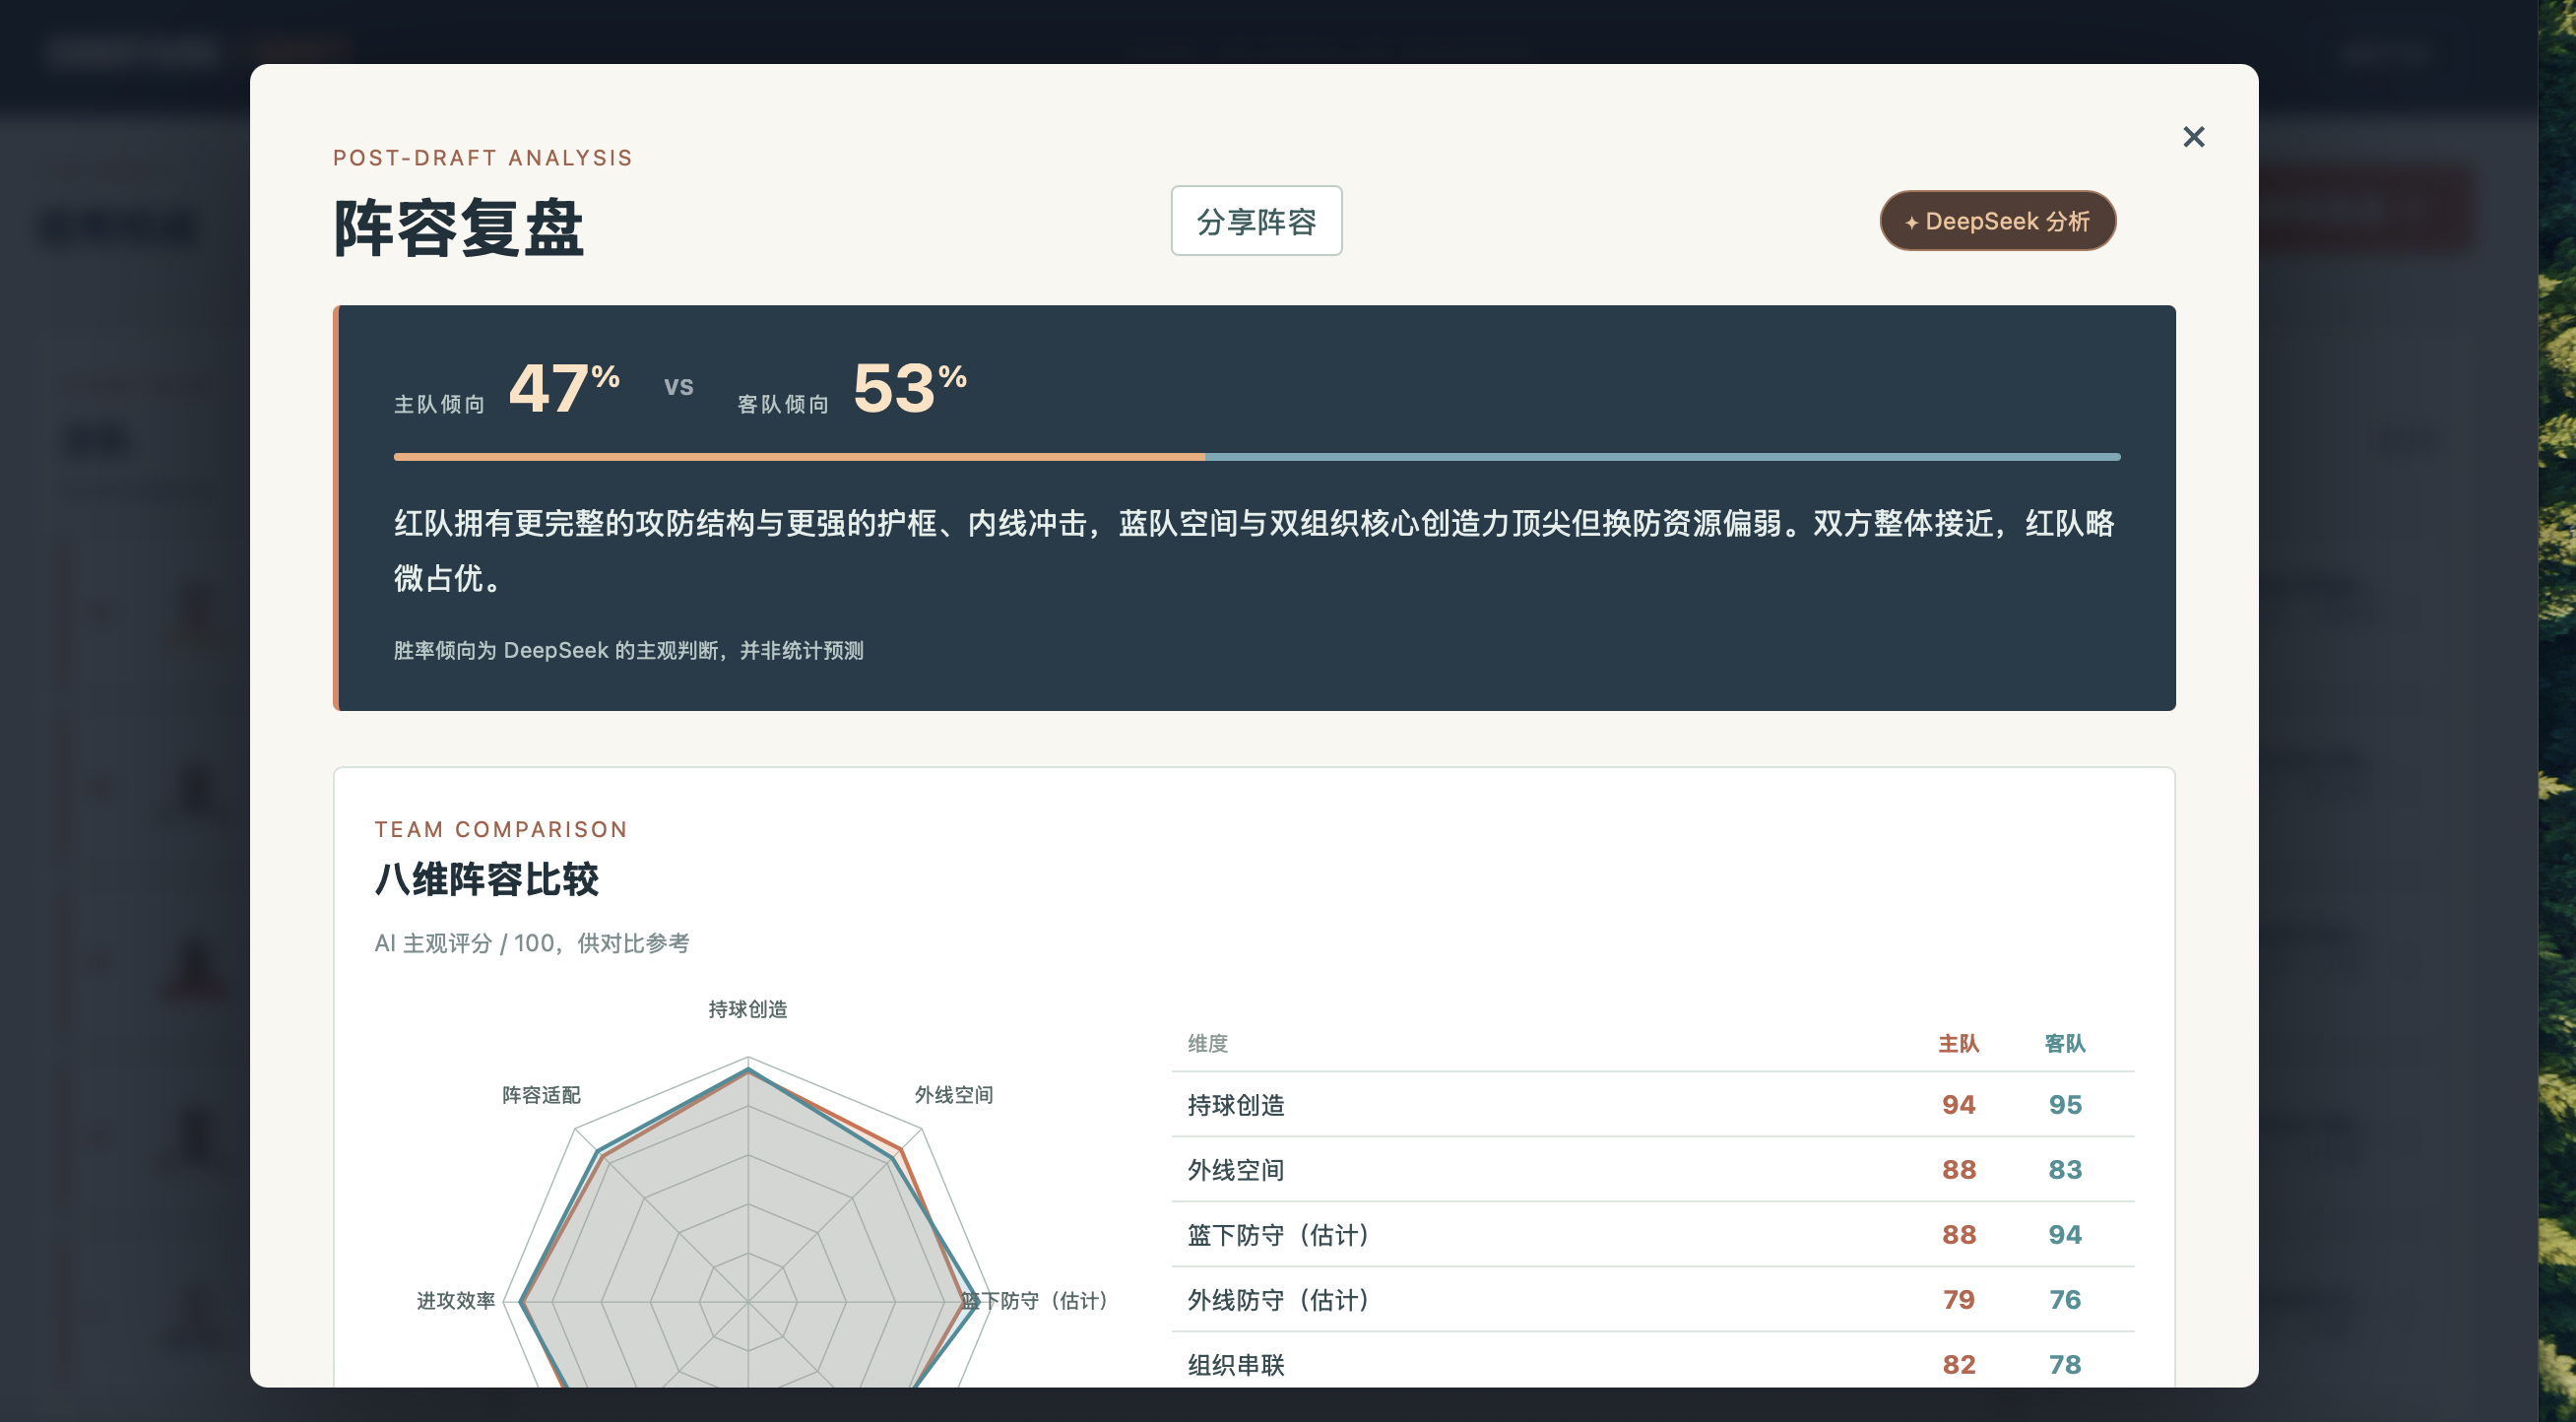 POST-DRAFT ANALYSIS
阵容复盘
分享阵容
✦ DeepSeek 分析
×
主队倾向 47% VS 客队倾向 53%
红队拥有更完整的攻防结构与更强的护框、内线冲击，蓝队空间与双组织核心创造力顶尖但换防资源偏弱。双方整体接近，红队略
微占优。
胜率倾向为 DeepSeek 的主观判断，并非统计预测
TEAM COMPARISON
八维阵容比较
AI 主观评分 / 100，供对比参考
持球创造
阵容适配
外线空间
进攻效率
篮下防守（估计）
维度 主队 客队
持球创造 94 95
外线空间 88 83
篮下防守（估计） 88 94
外线防守（估计） 79 76
组织串联 82 78